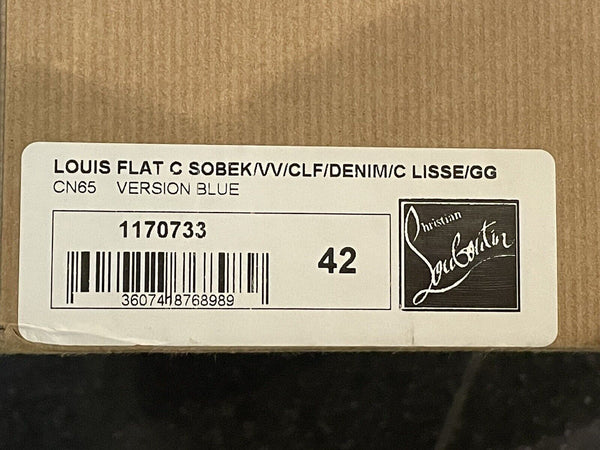 LOUIS FLAT C SOBEK/VV/CLF/DENIM/C LISSE/GG
CN65 VERSION BLUE
1170733
42
3607418768989
Christian
Louboutin